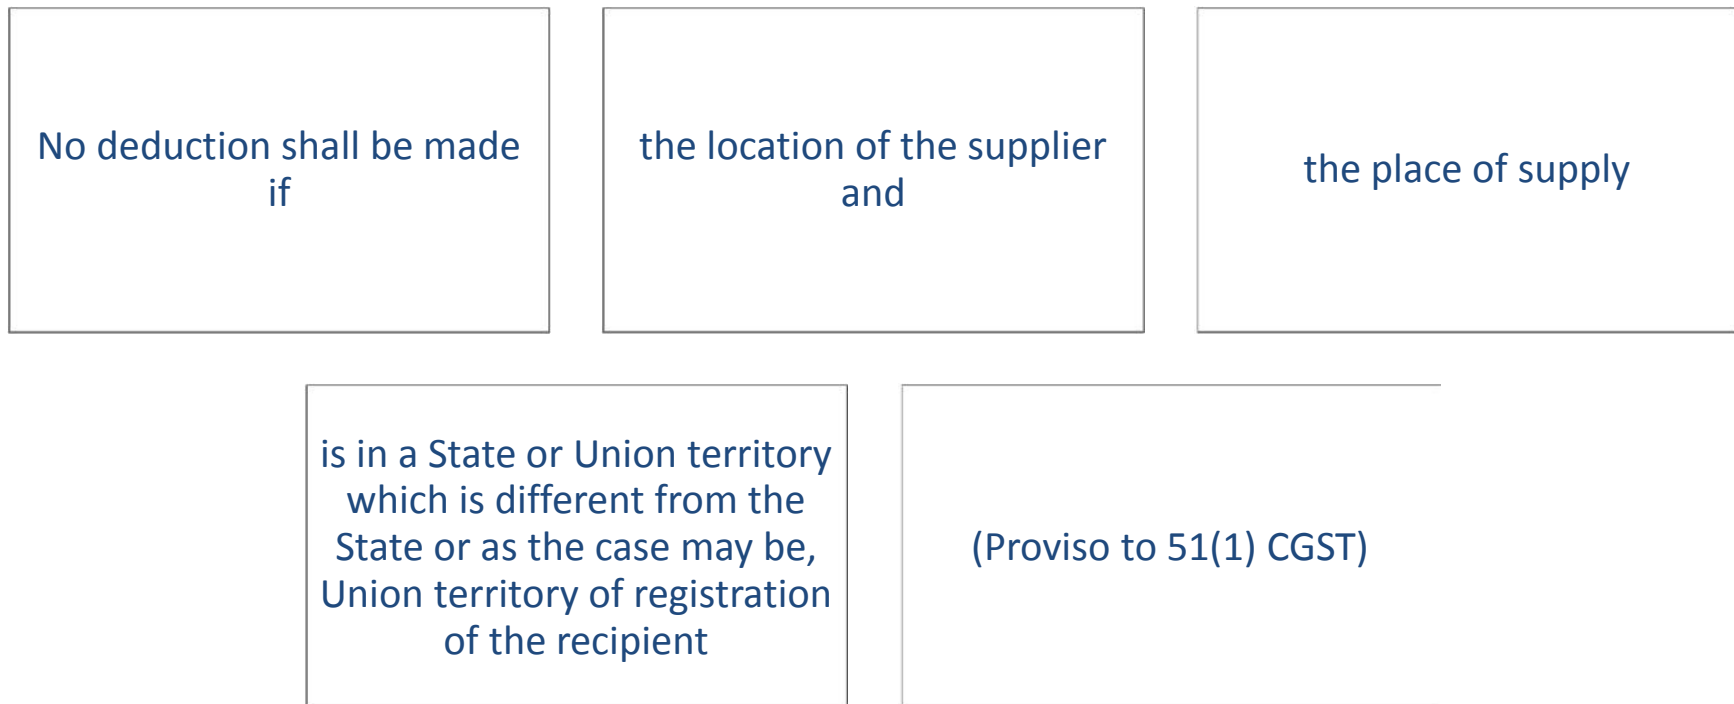 No deduction shall be made
if
the location of the supplier
and
the place of supply
is in a State or Union territory
which is different from the
State or as the case may be,
Union territory of registration
of the recipient
(Proviso to 51(1) CGST)